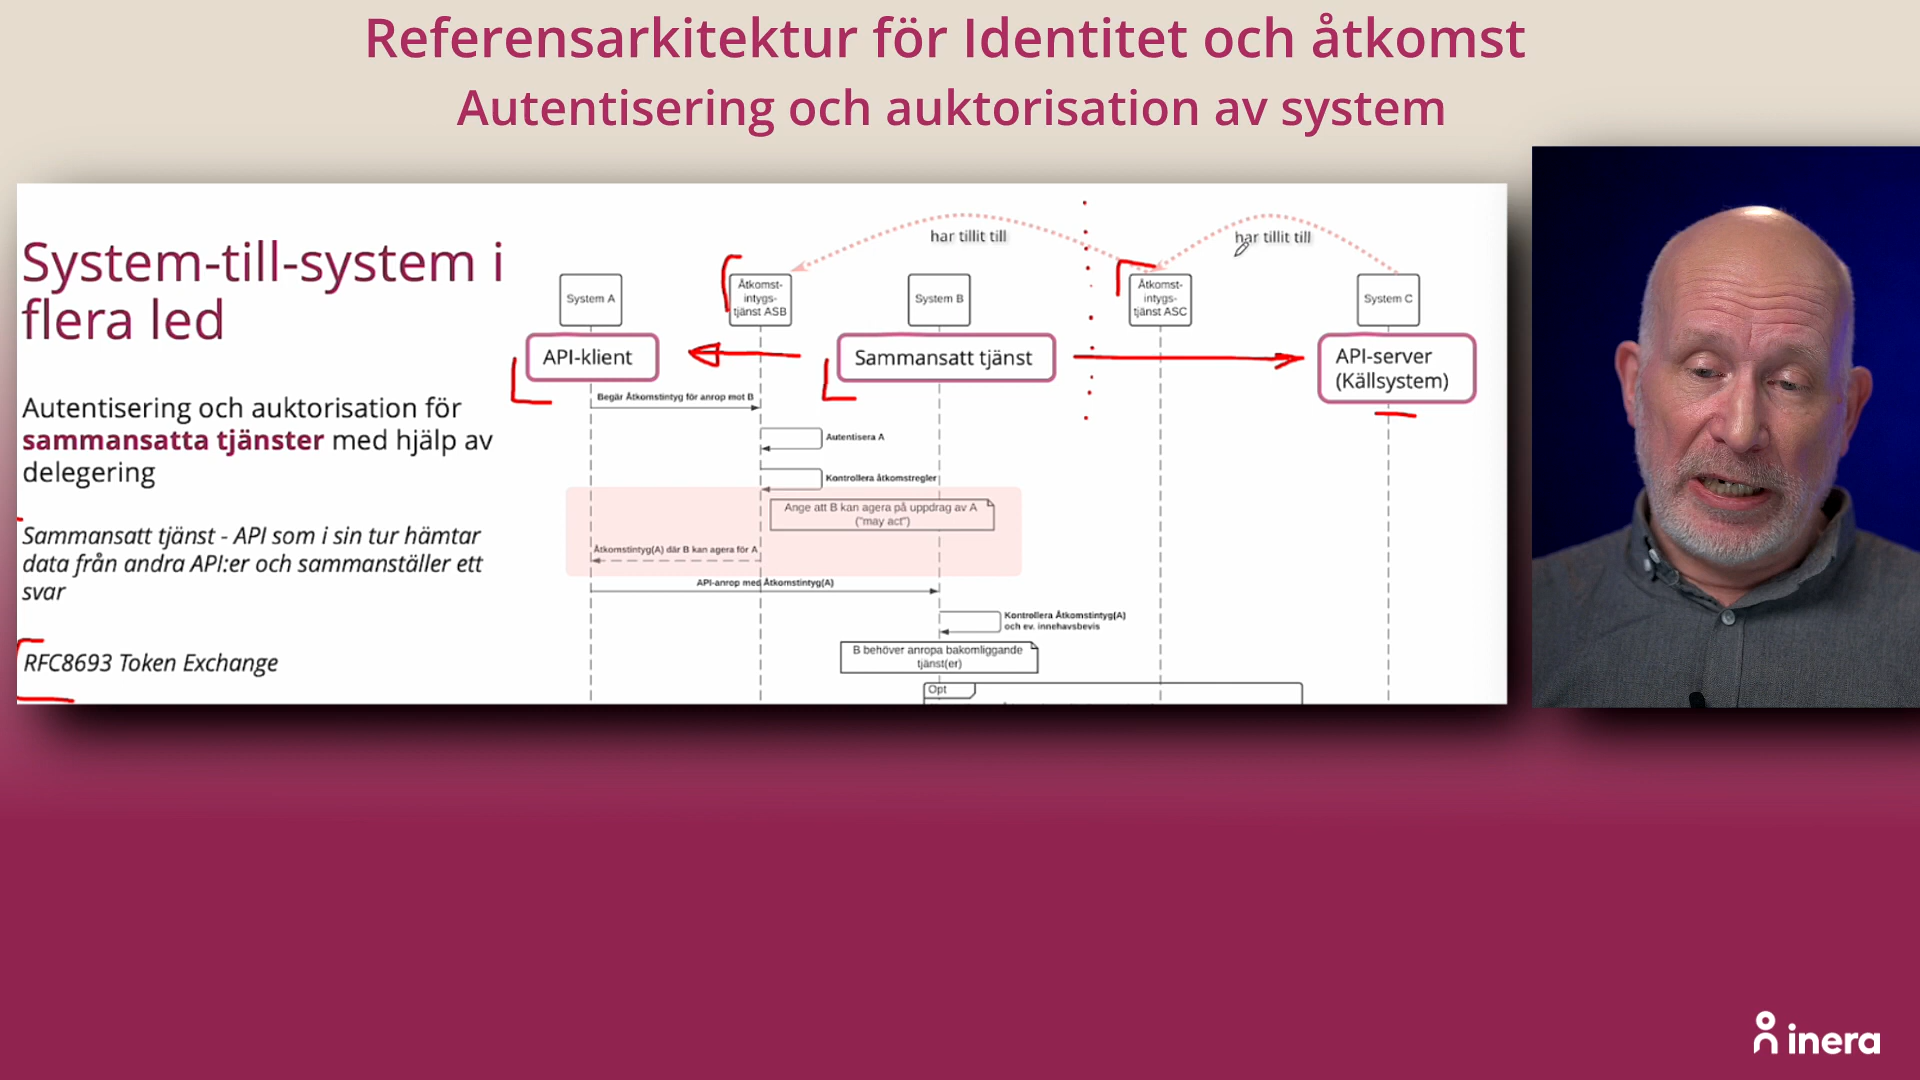 Referensarkitektur för Identitet och åtkomst
Autentisering och auktorisation av system
System-till-system i
flera led
Autentisering och auktorisation för
sammansatta tjänster med hjälp av
delegering
Sammansatt tjänst - API som i sin tur hämtar
data från andra API:er och sammanställer ett
svar
RFC8693 Token Exchange
har tillit till
har tillit till
System A
Åtkomst-
intygs-
tjänst ASB
System B
Åtkomst-
intygs-
tjänst ASC
System C
API-klient
Sammansatt tjänst
API-server
(Källsystem)
Begär Åtkomstintyg för anrop mot B
Autentisera A
Kontrollera åtkomstregler
Ange att B kan agera på uppdrag av A
("may act")
Åtkomstintyg(A) där B kan agera för A
API-anrop med Åtkomstintyg(A)
Kontrollera Åtkomstintyg(A)
och ev. innehavsbevis
B behöver anropa bakomliggande
tjänst(er)
Opt
inera